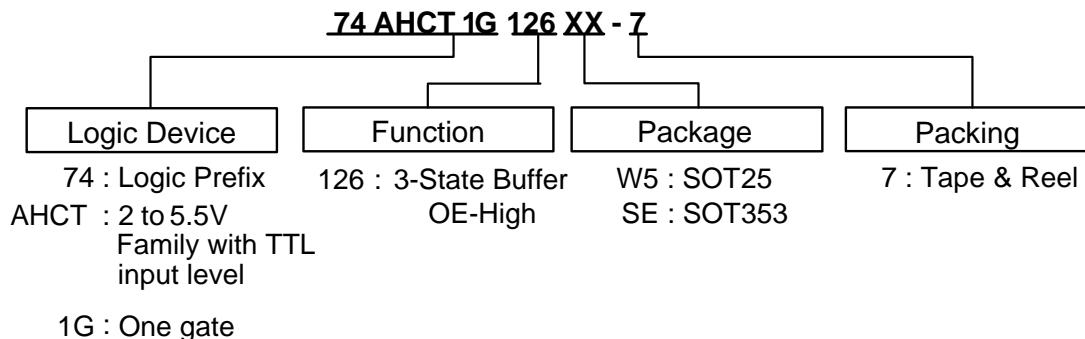 74 AHCT 1G 126 XX - 7
Logic Device
74 : Logic Prefix
AHCT : 2 to 5.5V
Family with TTL
input level
1G : One gate
Function
126 : 3-State Buffer
OE-High
Package
W5 : SOT25
SE : SOT353
Packing
7 : Tape & Reel